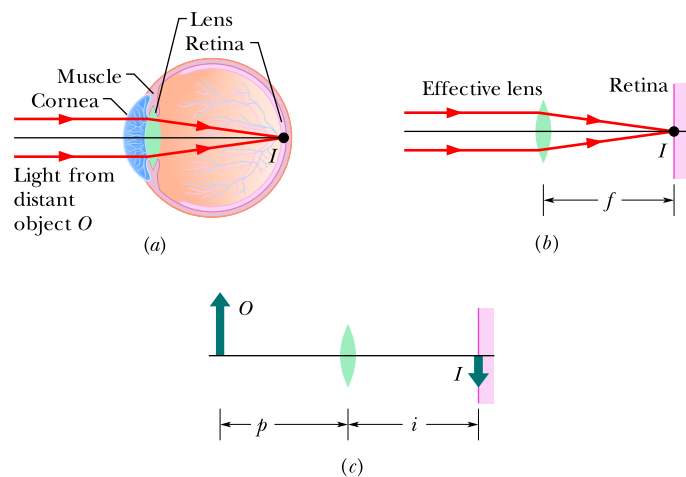 Lens
Retina
Muscle
Cornea
I
Light from
distant
object O
(a)
Effective lens
Retina
I
f
(b)
O
I
p
i
(c)